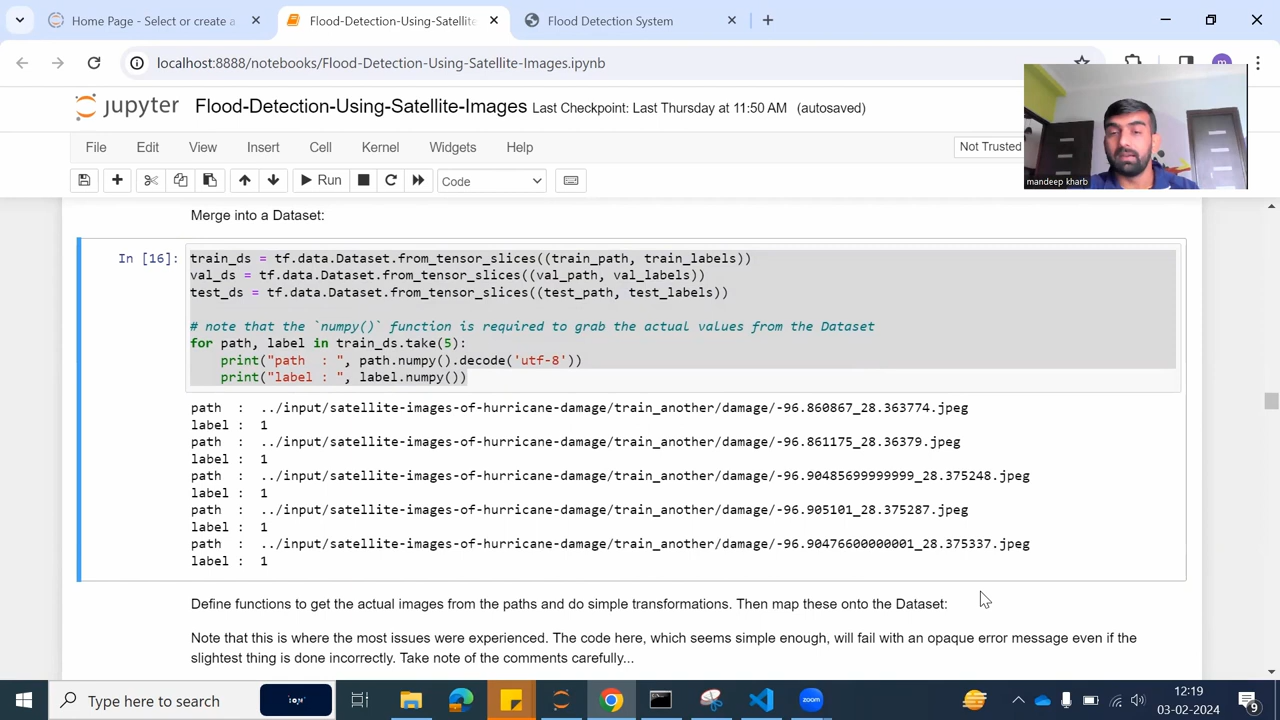 Home Page - Select or create a
Flood-Detection-Using-Satellite
Flood Detection System
localhost:8888/notebooks/Flood-Detection-Using-Satellite-Images.ipynb
jupyter Flood-Detection-Using-Satellite-Images Last Checkpoint: Last Thursday at 11:50 AM (autosaved)
File Edit View Insert Cell Kernel Widgets Help
Not Trusted
mandeep kharb
Run Code
Merge into a Dataset:
In [16]: train_ds = tf.data.Dataset.from_tensor_slices((train_path, train_labels))
val_ds = tf.data.Dataset.from_tensor_slices((val_path, val_labels))
test_ds = tf.data.Dataset.from_tensor_slices((test_path, test_labels))
# note that the `numpy()` function is required to grab the actual values from the Dataset
for path, label in train_ds.take(5):
    print("path  : ", path.numpy().decode('utf-8'))
    print("label : ", label.numpy())
path  :  ../input/satellite-images-of-hurricane-damage/train_another/damage/-96.860867_28.363774.jpeg
label :  1
path  :  ../input/satellite-images-of-hurricane-damage/train_another/damage/-96.861175_28.36379.jpeg
label :  1
path  :  ../input/satellite-images-of-hurricane-damage/train_another/damage/-96.90485699999999_28.375248.jpeg
label :  1
path  :  ../input/satellite-images-of-hurricane-damage/train_another/damage/-96.905101_28.375287.jpeg
label :  1
path  :  ../input/satellite-images-of-hurricane-damage/train_another/damage/-96.90476600000001_28.375337.jpeg
label :  1
Define functions to get the actual images from the paths and do simple transformations. Then map these onto the Dataset:
Note that this is where the most issues were experienced. The code here, which seems simple enough, will fail with an opaque error message even if the
slightest thing is done incorrectly. Take note of the comments carefully...
Type here to search
zoom
12:19
03-02-2024
9